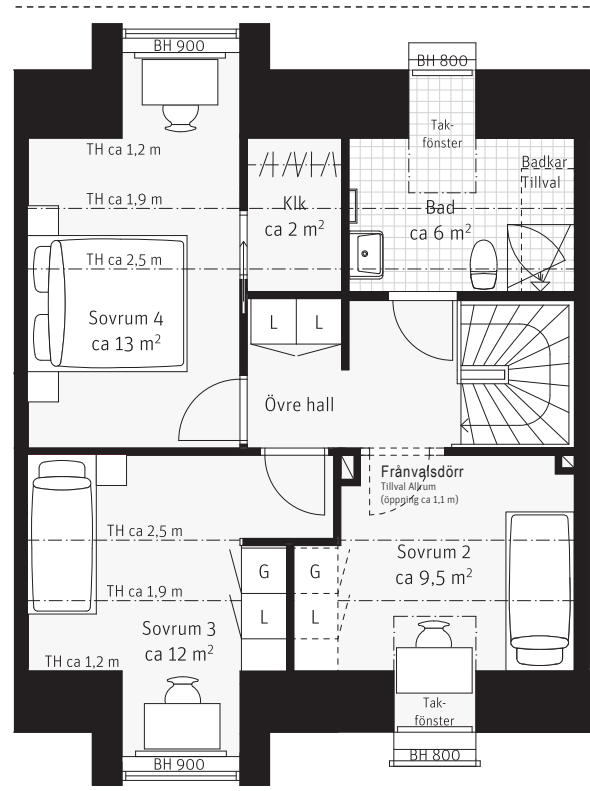 BH 900
BH 800
Tak-
fönster
TH ca 1,2 m
Badkar
Tillval
TH ca 1,9 m
Klk
ca 2 m²
Bad
ca 6 m²
TH ca 2,5 m
Sovrum 4
ca 13 m²
L L
Övre hall
Frånvalsdörr
Tillval Allrum
(öppning ca 1,1 m)
TH ca 2,5 m
Sovrum 2
ca 9,5 m²
G G
TH ca 1,9 m
L L
Sovrum 3
ca 12 m²
TH ca 1,2 m
Tak-
fönster
BH 900
BH 800